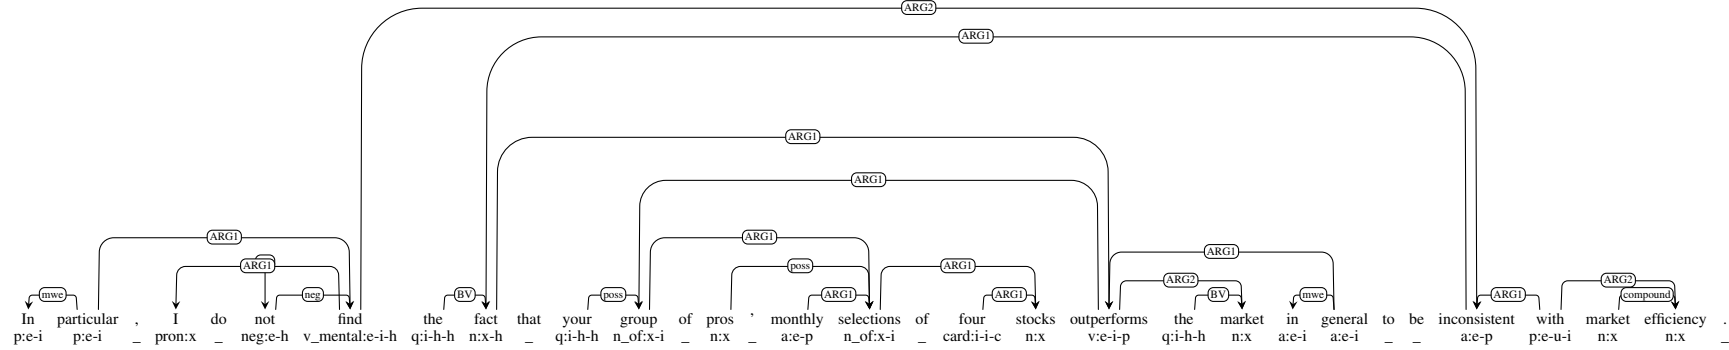 ARG2
ARG1
ARG1
ARG1
ARG1 ARG1 ARG1
ARG1 poss ARG1 ARG2 ARG2
mwe neg BV poss ARG1 ARG1 BV mwe ARG1 compound
In particular , I do not find the fact that your group of pros ' monthly selections of four stocks outperforms the market in general to be inconsistent with market efficiency .
p:e-i p:e-i _ pron:x _ neg:e-h v_mental:e-i-h q:i-h-h n:x-h _ q:i-h-h n_of:x-i _ n:x _ a:e-p n_of:x-i _ card:i-i-c n:x v:e-i-p q:i-h-h n:x a:e-i a:e-i _ _ a:e-p p:e-u-i n:x n:x _